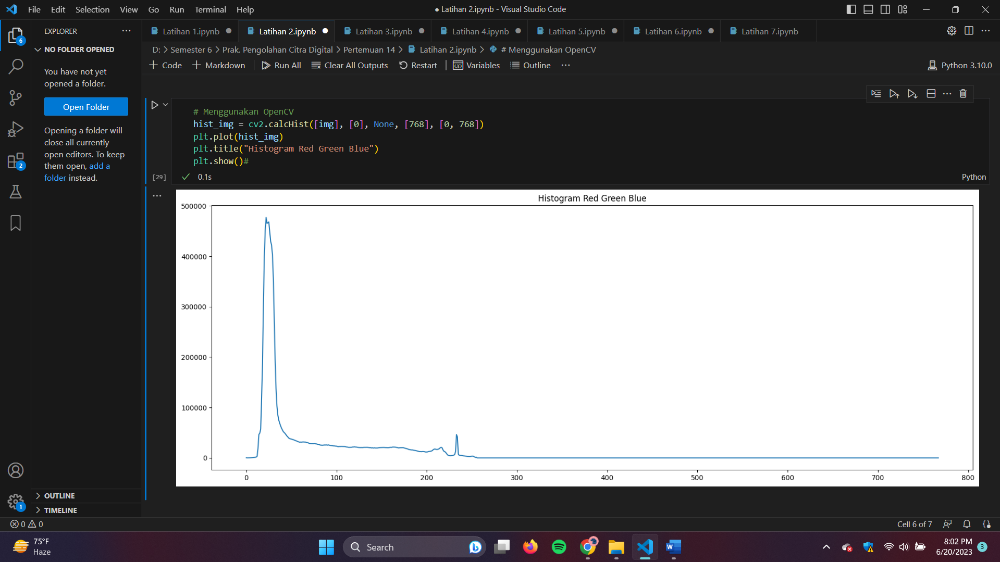 File Edit Selection View Go Run Terminal Help
● Latihan 2.ipynb - Visual Studio Code
EXPLORER
Latihan 1.ipynb
Latihan 2.ipynb
Latihan 3.ipynb
Latihan 4.ipynb
Latihan 5.ipynb
Latihan 6.ipynb
Latihan 7.ipynb
6
NO FOLDER OPENED
D: > Semester 6 > Prak. Pengolahan Citra Digital > Pertemuan 14 > Latihan 2.ipynb > # Menggunakan OpenCV
Code
Markdown
Run All
Clear All Outputs
Restart
Variables
Outline
Python 3.10.0
You have not yet
opened a folder.
Open Folder
Opening a folder will
close all currently
open editors. To keep
them open, add a
folder instead.
2
# Menggunakan OpenCV
hist_img = cv2.calcHist([img], [0], None, [768], [0, 768])
plt.plot(hist_img)
plt.title("Histogram Red Green Blue")
plt.show()#
[29]
0.1s
Python
Histogram Red Green Blue
500000
400000
300000
200000
100000
0
0 100 200 300 400 500 600 700 800
OUTLINE
TIMELINE
1
0 0
Cell 6 of 7
75°F
Haze
Search
W
8:02 PM
6/20/2023
3